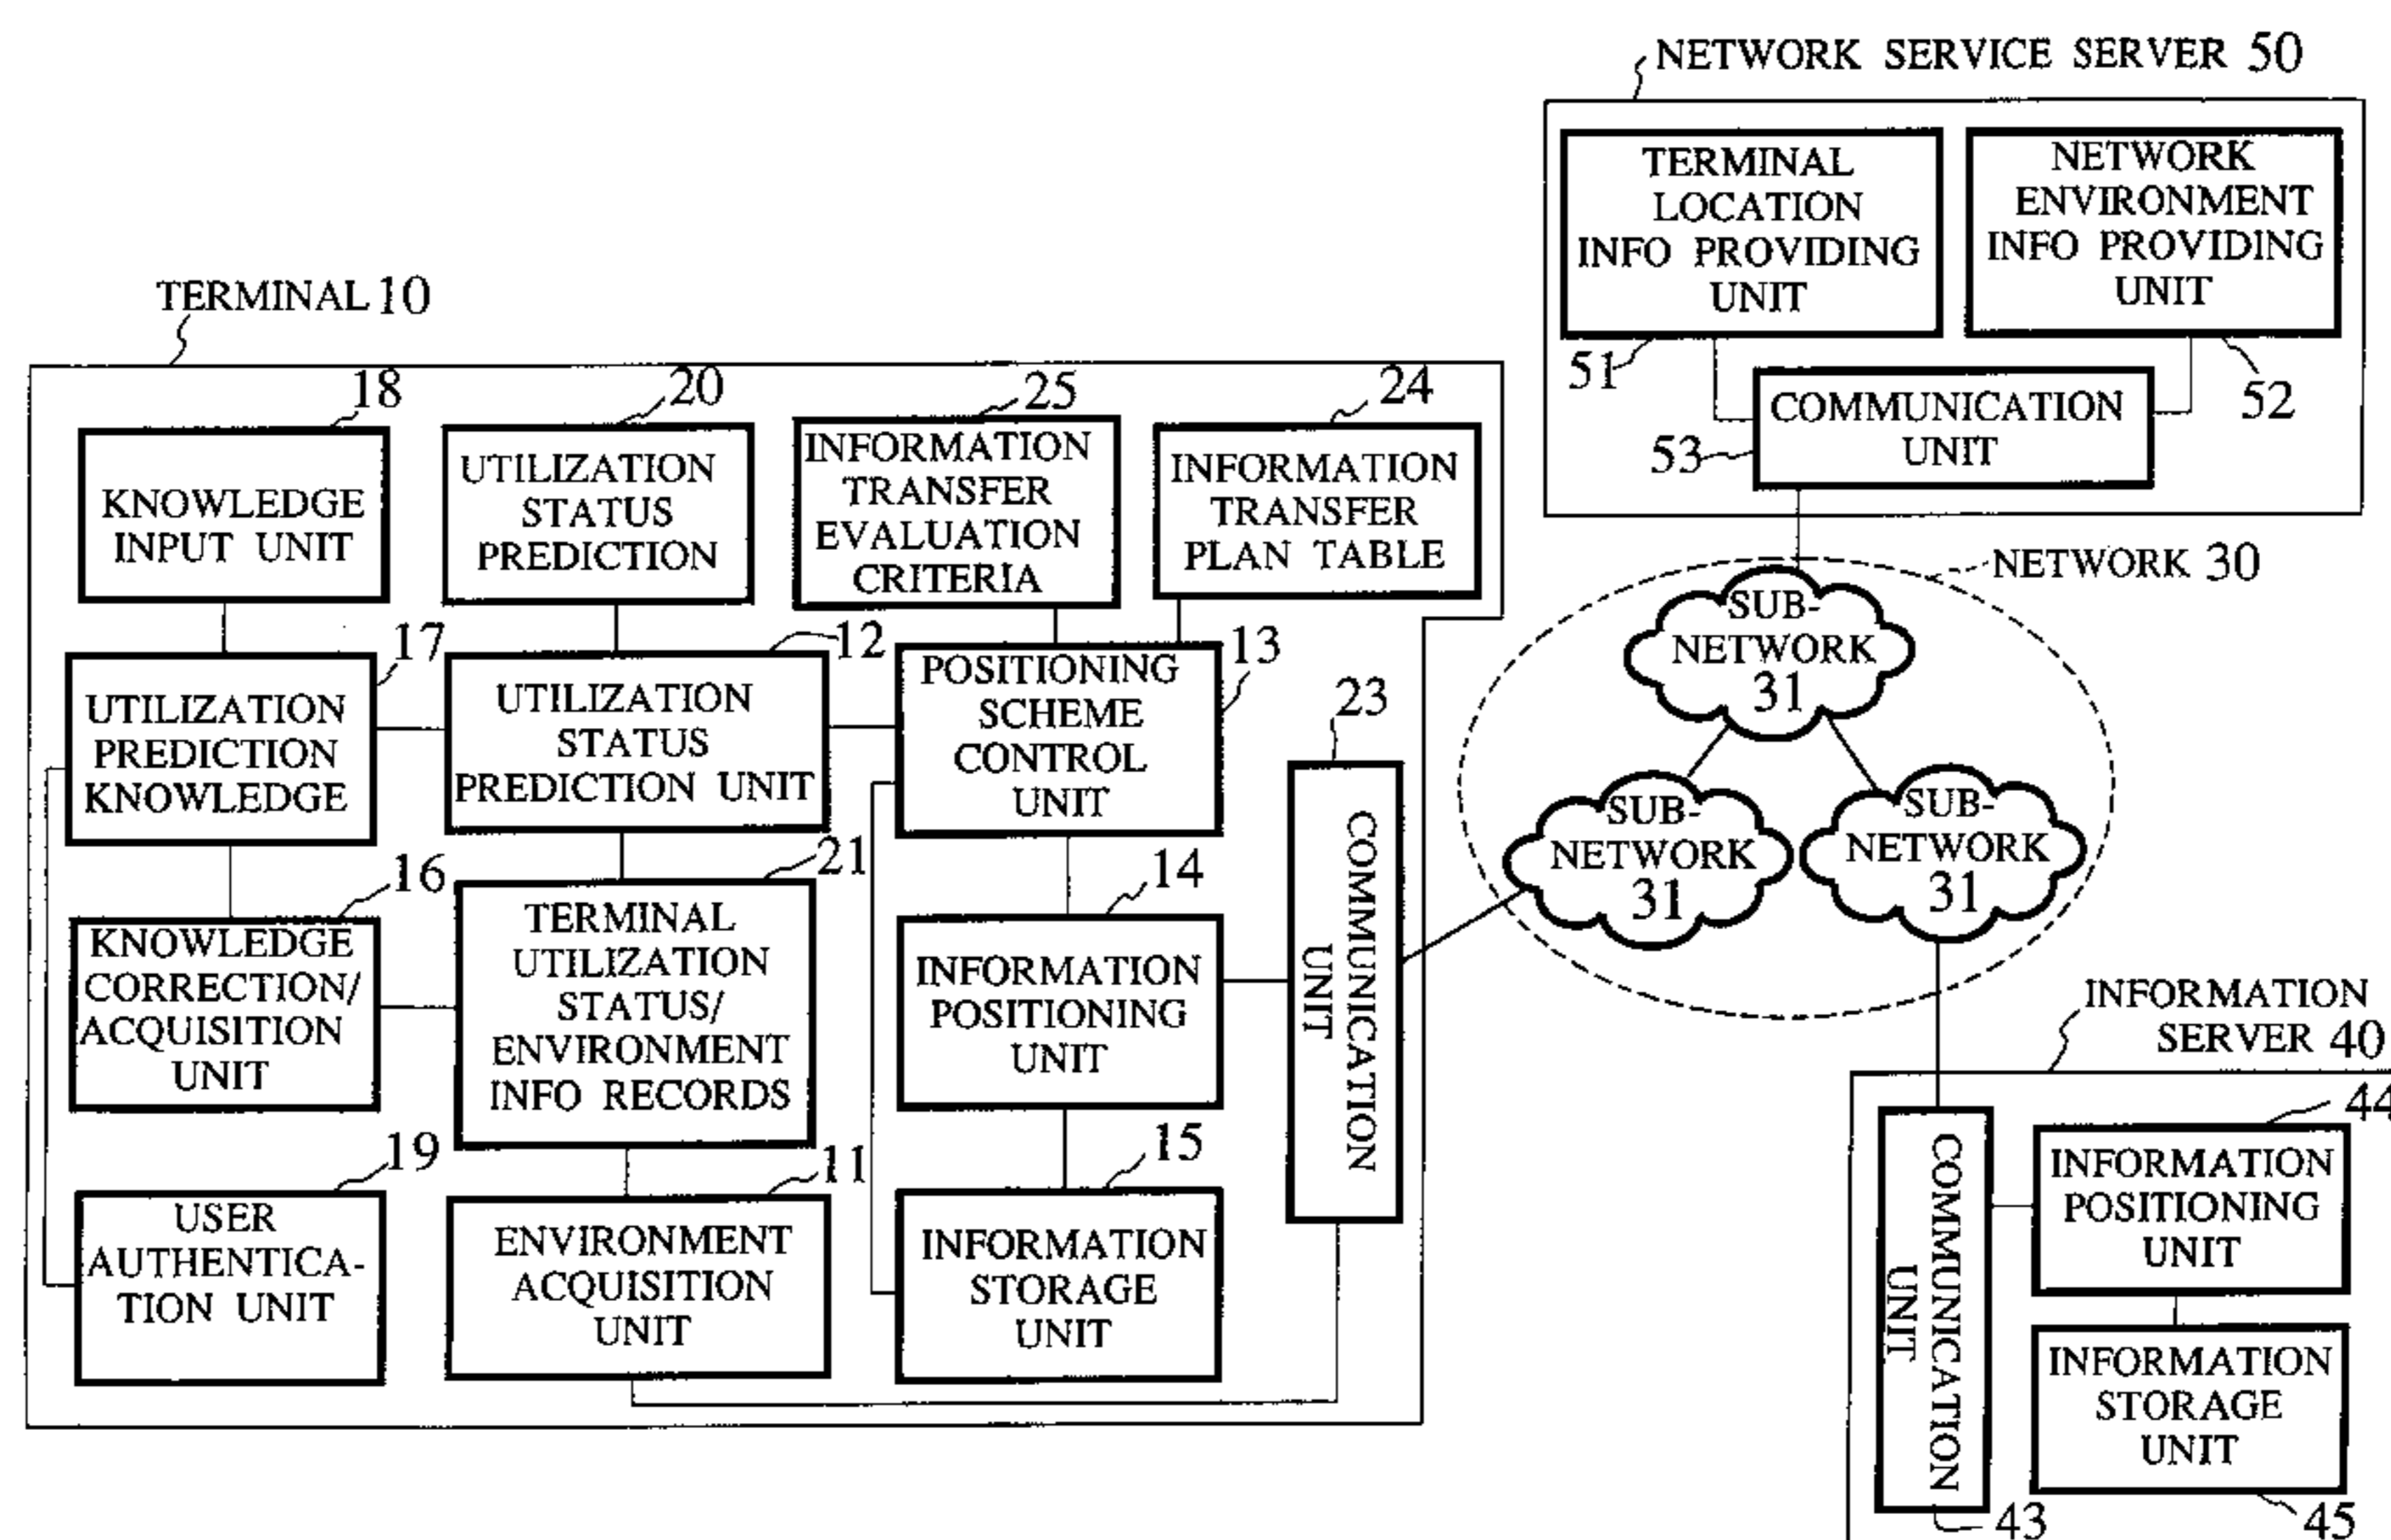 NETWORK SERVICE SERVER 50
TERMINAL
LOCATION
INFO PROVIDING
UNIT
51
NETWORK
ENVIRONMENT
INFO PROVIDING
UNIT
52
COMMUNICATION
UNIT
53
TERMINAL 10
18
KNOWLEDGE
INPUT UNIT
20
UTILIZATION
STATUS
PREDICTION
25
INFORMATION
TRANSFER
EVALUATION
CRITERIA
24
INFORMATION
TRANSFER
PLAN TABLE
17
UTILIZATION
PREDICTION
KNOWLEDGE
12
UTILIZATION
STATUS
PREDICTION UNIT
13
POSITIONING
SCHEME
CONTROL
UNIT
23
COMMUNICATION
UNIT
16
KNOWLEDGE
CORRECTION/
ACQUISITION
UNIT
21
TERMINAL
UTILIZATION
STATUS/
ENVIRONMENT
INFO RECORDS
14
INFORMATION
POSITIONING
UNIT
19
USER
AUTHENTICA-
TION UNIT
11
ENVIRONMENT
ACQUISITION
UNIT
15
INFORMATION
STORAGE
UNIT
NETWORK 30
SUB-
NETWORK
31
SUB-
NETWORK
31
SUB-
NETWORK
31
INFORMATION
SERVER 40
COMMUNICATION
UNIT
43
44
INFORMATION
POSITIONING
UNIT
INFORMATION
STORAGE
UNIT
45